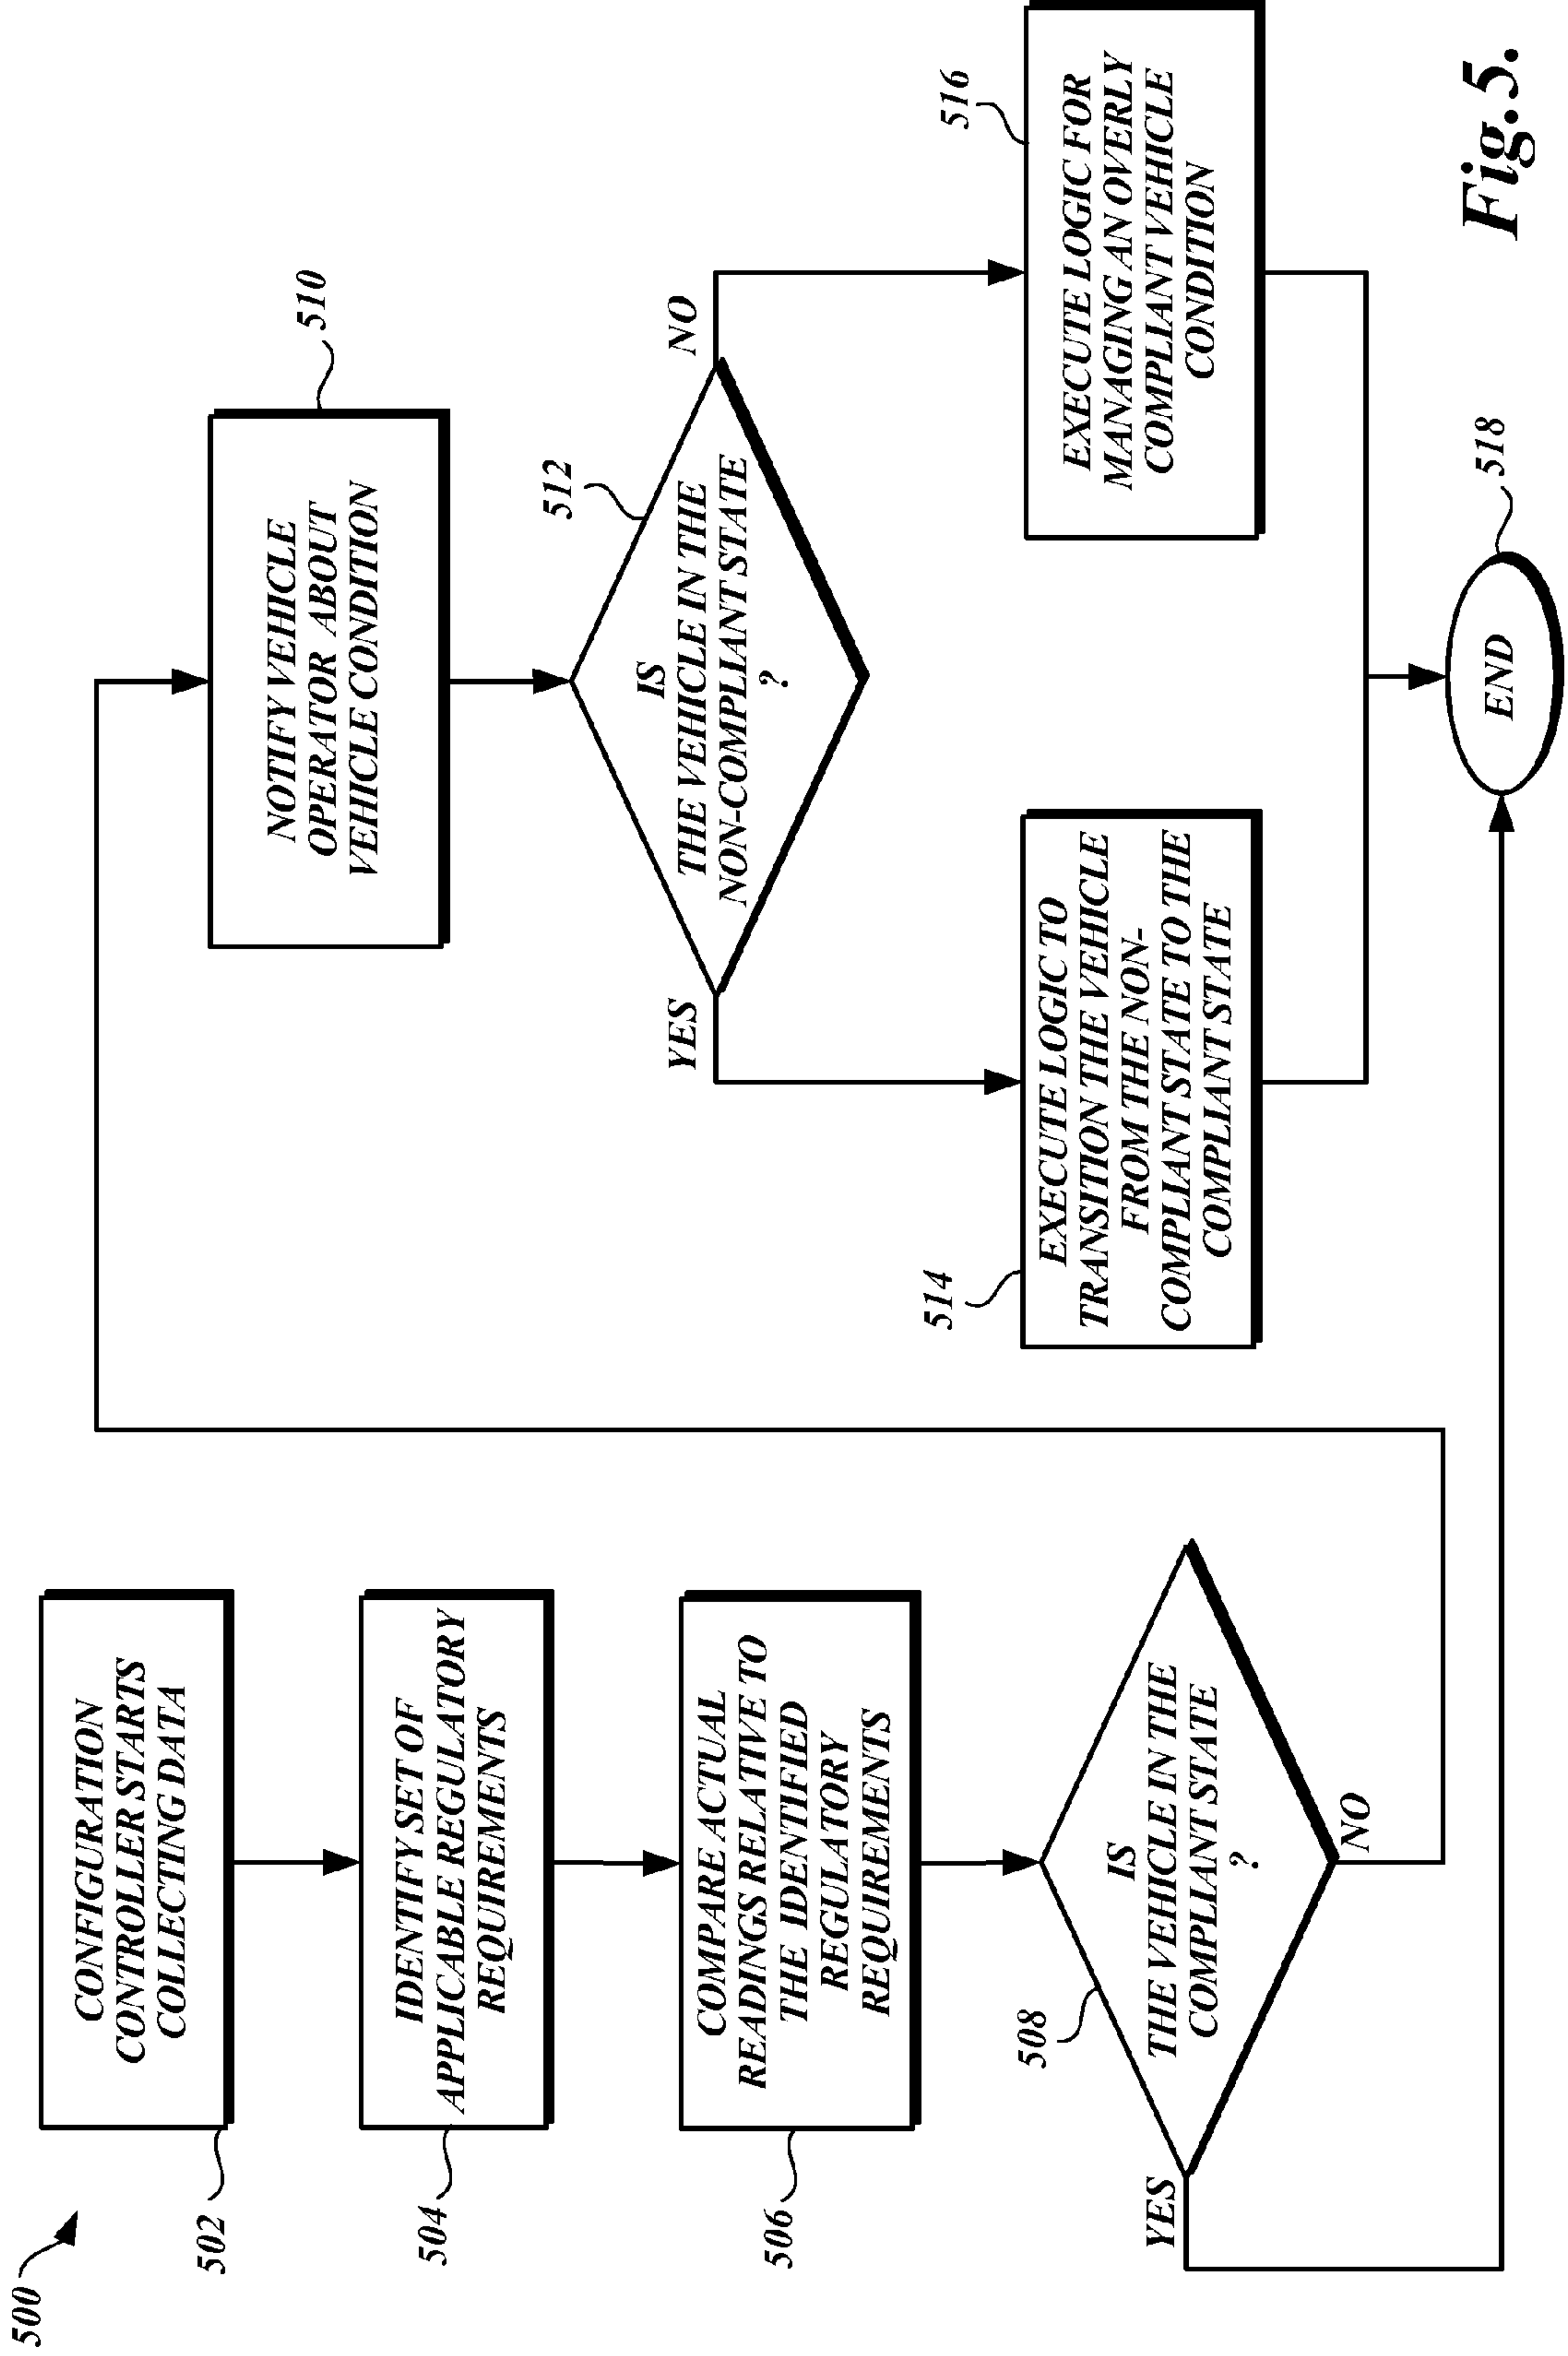 500
502
CONFIGURATION
CONTROLLER STARTS
COLLECTING DATA
504
IDENTIFY SET OF
APPLICABLE REGULATORY
REQUIREMENTS
506
COMPARE ACTUAL
READINGS RELATIVE TO
THE IDENTIFIED
REGULATORY
REQUIREMENTS
508
IS
THE VEHICLE IN THE
COMPLIANT STATE
?
YES
NO
510
NOTIFY VEHICLE
OPERATOR ABOUT
VEHICLE CONDITION
512
IS
THE VEHICLE IN THE
NON-COMPLIANT STATE
?
YES
NO
514
EXECUTE LOGIC TO
TRANSITION THE VEHICLE
FROM THE NON-
COMPLIANT STATE TO THE
COMPLIANT STATE
516
EXECUTE LOGIC FOR
MANAGING AN OVERLY
COMPLIANT VEHICLE
CONDITION
518
END
Fig.5.